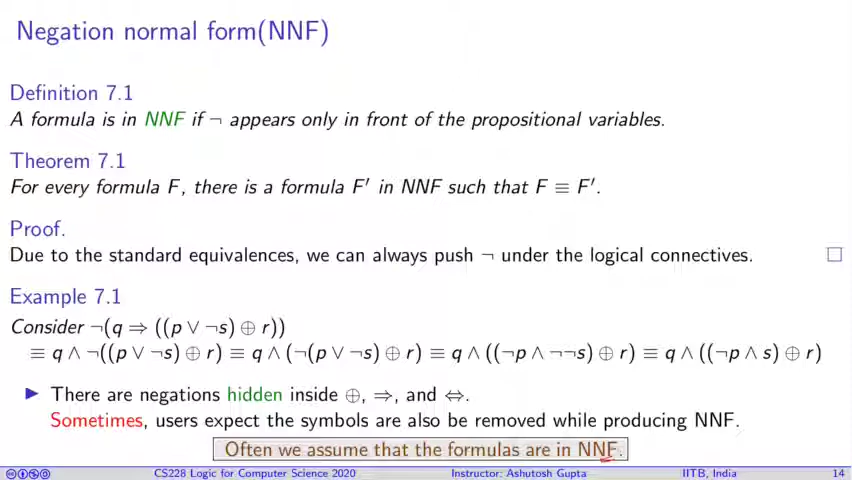 Negation normal form(NNF)
Definition 7.1
A formula is in NNF if ¬ appears only in front of the propositional variables.
Theorem 7.1
For every formula F, there is a formula F′ in NNF such that F ≡ F′.
Proof.
Due to the standard equivalences, we can always push ¬ under the logical connectives. □
Example 7.1
Consider ¬(q ⇒ ((p ∨ ¬s) ⊕ r))
≡ q ∧ ¬((p ∨ ¬s) ⊕ r) ≡ q ∧ (¬(p ∨ ¬s) ⊕ r) ≡ q ∧ ((¬p ∧ ¬¬s) ⊕ r) ≡ q ∧ ((¬p ∧ s) ⊕ r)
▶ There are negations hidden inside ⊕, ⇒, and ⇔.
Sometimes, users expect the symbols are also be removed while producing NNF.
Often we assume that the formulas are in NNF.
CS228 Logic for Computer Science 2020 Instructor: Ashutosh Gupta IITB, India 14